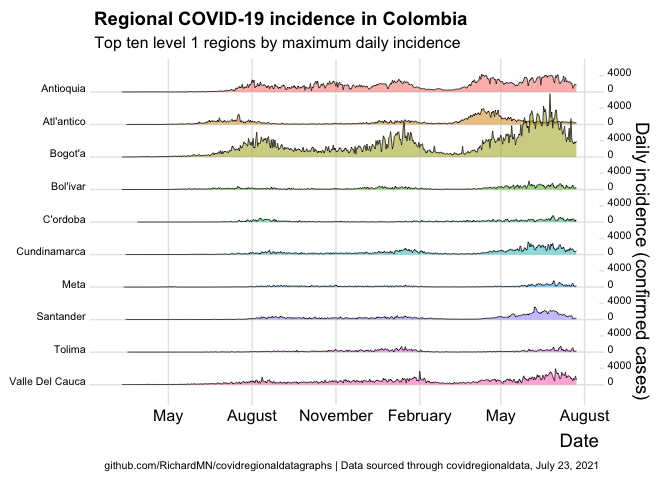 Regional COVID-19 incidence in Colombia
Top ten level 1 regions by maximum daily incidence
Antioquia
4000
0
Atl'antico
4000
0
Bogot'a
4000
0
Bol'ivar
4000
0
C'ordoba
4000
0
Cundinamarca
4000
0
Meta
4000
0
Santander
4000
0
Tolima
4000
0
Valle Del Cauca
4000
0
Daily incidence (confirmed cases)
May August November February May August
Date
github.com/RichardMN/covidregionaldatagraphs | Data sourced through covidregionaldata, July 23, 2021